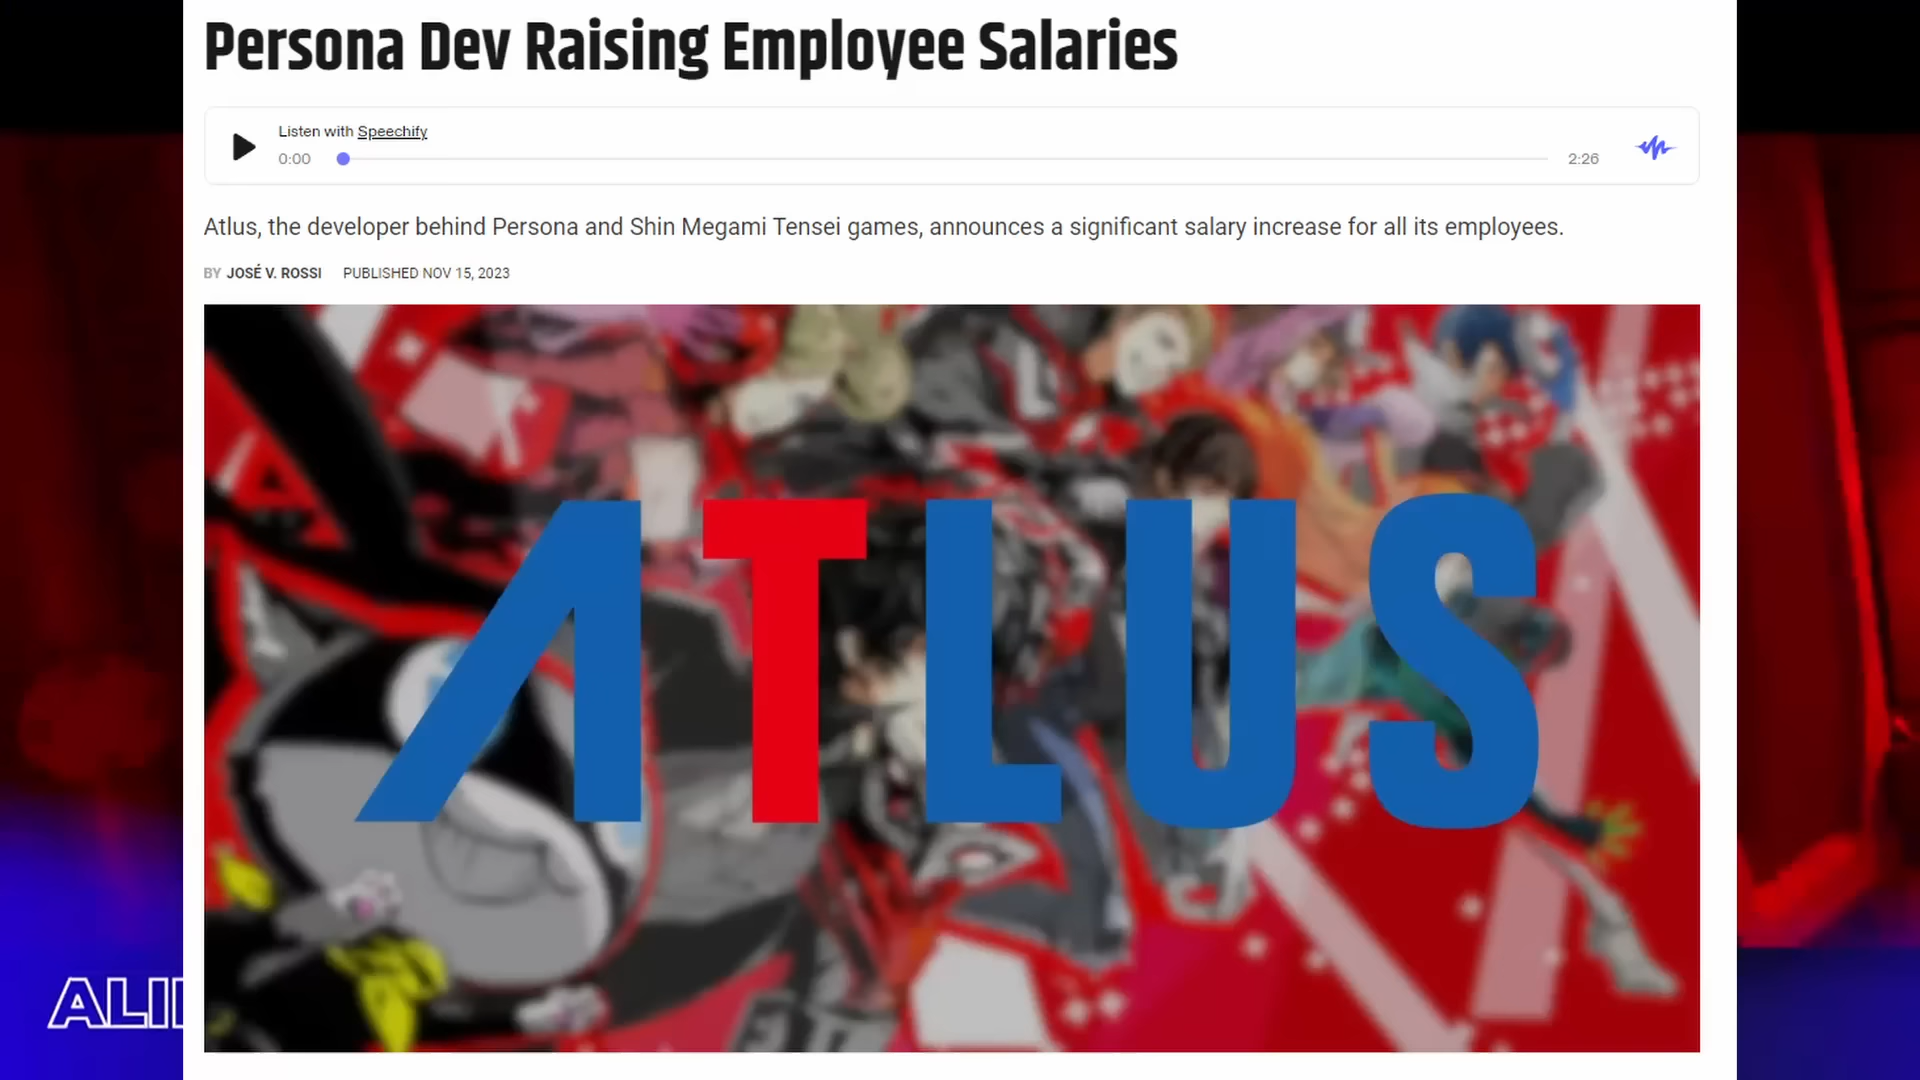 Persona Dev Raising Employee Salaries
Listen with Speechify
0:00
2:26
Atlus, the developer behind Persona and Shin Megami Tensei games, announces a significant salary increase for all its employees.
BY JOSÉ V. ROSSI PUBLISHED NOV 15, 2023
ATLUS